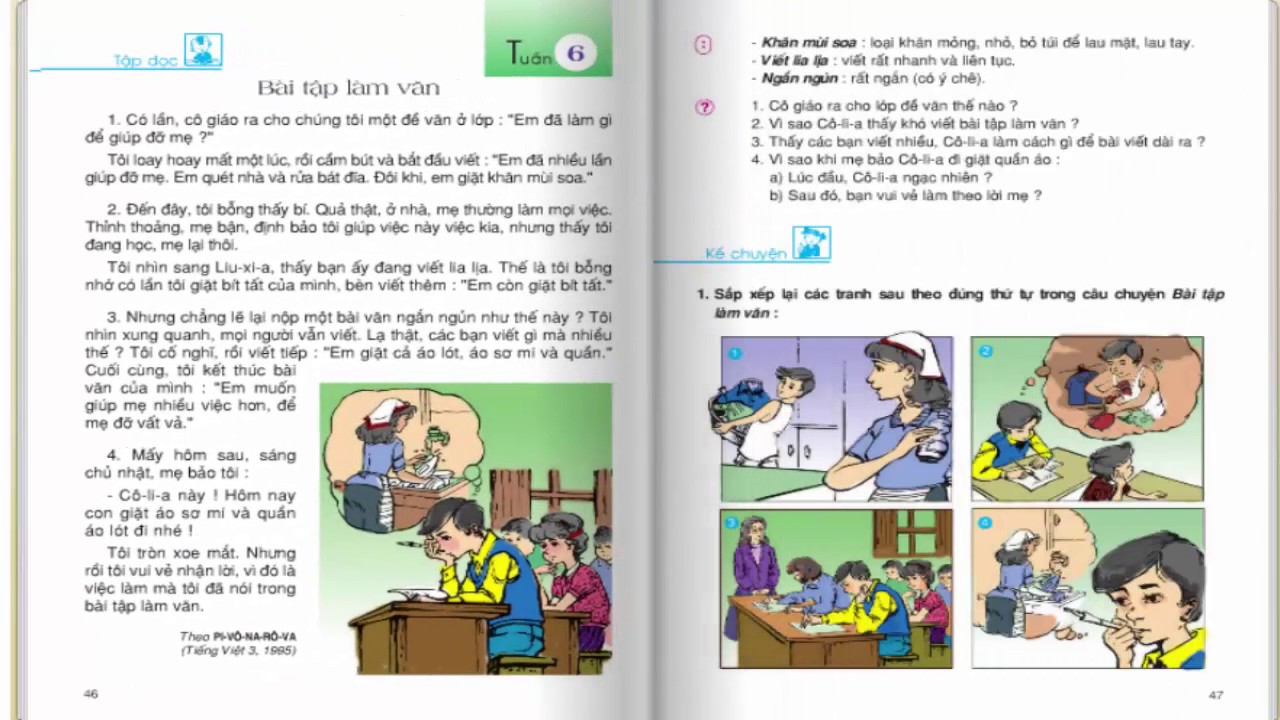 Tập đọc
Tuần 6
Bài tập làm văn
1. Có lần, cô giáo ra cho chúng tôi một đề văn ở lớp : "Em đã làm gì
để giúp đỡ mẹ ?"
Tôi loay hoay mất một lúc, rồi cầm bút và bắt đầu viết : "Em đã nhiều lần
giúp đỡ mẹ. Em quét nhà và rửa bát đĩa. Đôi khi, em giặt khăn mùi soa."
2. Đến đây, tôi bỗng thấy bí. Quả thật, ở nhà, mẹ thường làm mọi việc.
Thỉnh thoảng, mẹ bận, định bảo tôi giúp việc này việc kia, nhưng thấy tôi
đang học, mẹ lại thôi.
Tôi nhìn sang Liu-xi-a, thấy bạn ấy đang viết lia lịa. Thế là tôi bỗng
nhớ có lần tôi giặt bít tất của mình, bèn viết thêm : "Em còn giặt bít tất."
3. Nhưng chẳng lẽ lại nộp một bài văn ngắn ngủn như thế này ? Tôi
nhìn xung quanh, mọi người vẫn viết. Lạ thật, các bạn viết gì mà nhiều
thế ? Tôi cố nghĩ, rồi viết tiếp : "Em giặt cả áo lót, áo sơ mi và quần."
Cuối cùng, tôi kết thúc bài
văn của mình : "Em muốn
giúp mẹ nhiều việc hơn, để
mẹ đỡ vất vả."
4. Mấy hôm sau, sáng
chủ nhật, mẹ bảo tôi :
- Cô-li-a này ! Hôm nay
con giặt áo sơ mi và quần
áo lót đi nhé !
Tôi tròn xoe mắt. Nhưng
rồi tôi vui vẻ nhận lời, vì đó là
việc làm mà tôi đã nói trong
bài tập làm văn.
Theo PI-VÔ-NA-RÔ-VA
(Tiếng Việt 3, 1995)
46
- Khăn mùi soa : loại khăn mỏng, nhỏ, bỏ túi để lau mặt, lau tay.
- Viết lia lịa : viết rất nhanh và liên tục.
- Ngắn ngủn : rất ngắn (có ý chê).
? 1. Cô giáo ra cho lớp đề văn thế nào ?
2. Vì sao Cô-li-a thấy khó viết bài tập làm văn ?
3. Thấy các bạn viết nhiều, Cô-li-a làm cách gì để bài viết dài ra ?
4. Vì sao khi mẹ bảo Cô-li-a đi giặt quần áo :
a) Lúc đầu, Cô-li-a ngạc nhiên ?
b) Sau đó, bạn vui vẻ làm theo lời mẹ ?
Kể chuyện
1. Sắp xếp lại các tranh sau theo đúng thứ tự trong câu chuyện Bài tập
làm văn :
1
2
3
4
47